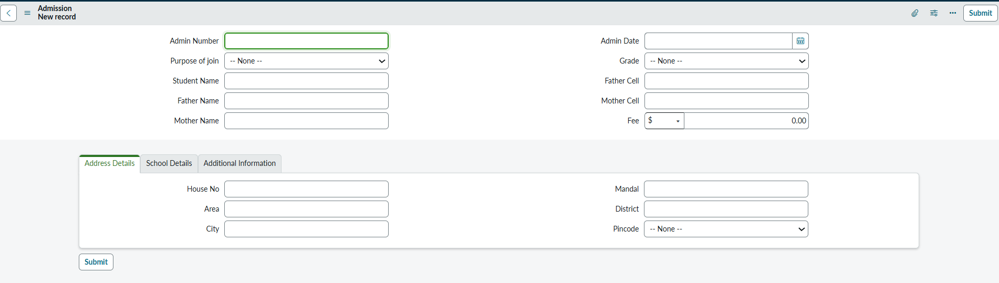 Admission
New record
Submit
Admin Number
Admin Date
Purpose of join -- None --
Grade -- None --
Student Name
Father Cell
Father Name
Mother Cell
Mother Name
Fee $ 0.00
Address Details School Details Additional Information
House No
Mandal
Area
District
City
Pincode -- None --
Submit